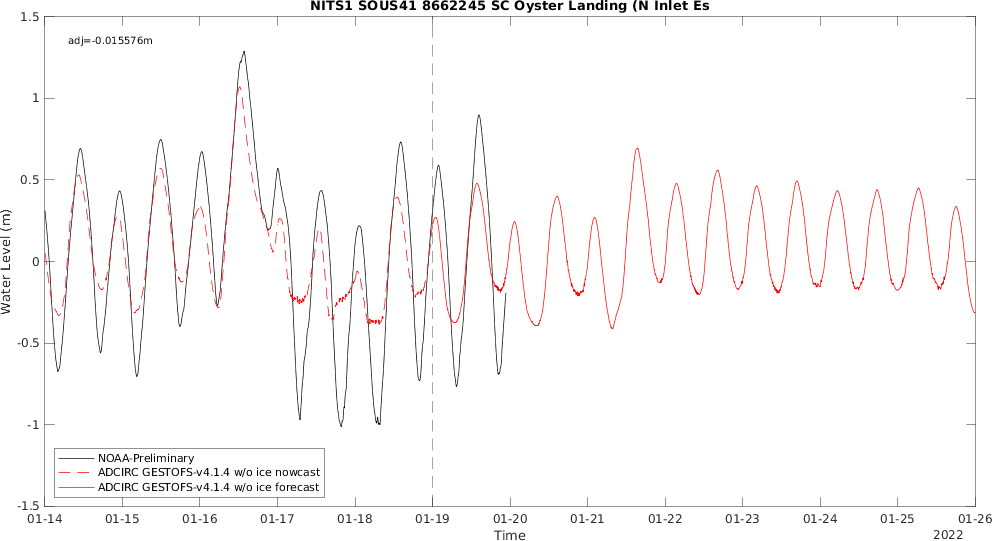 NITS1 SOUS41 8662245 SC Oyster Landing (N Inlet Es
adj=-0.015576m
1.5
1
0.5
0
-0.5
-1
-1.5
Water Level (m)
NOAA-Preliminary
ADCIRC GESTOFS-v4.1.4 w/o ice nowcast
ADCIRC GESTOFS-v4.1.4 w/o ice forecast
01-14 01-15 01-16 01-17 01-18 01-19 01-20 01-21 01-22 01-23 01-24 01-25 01-26
Time
2022